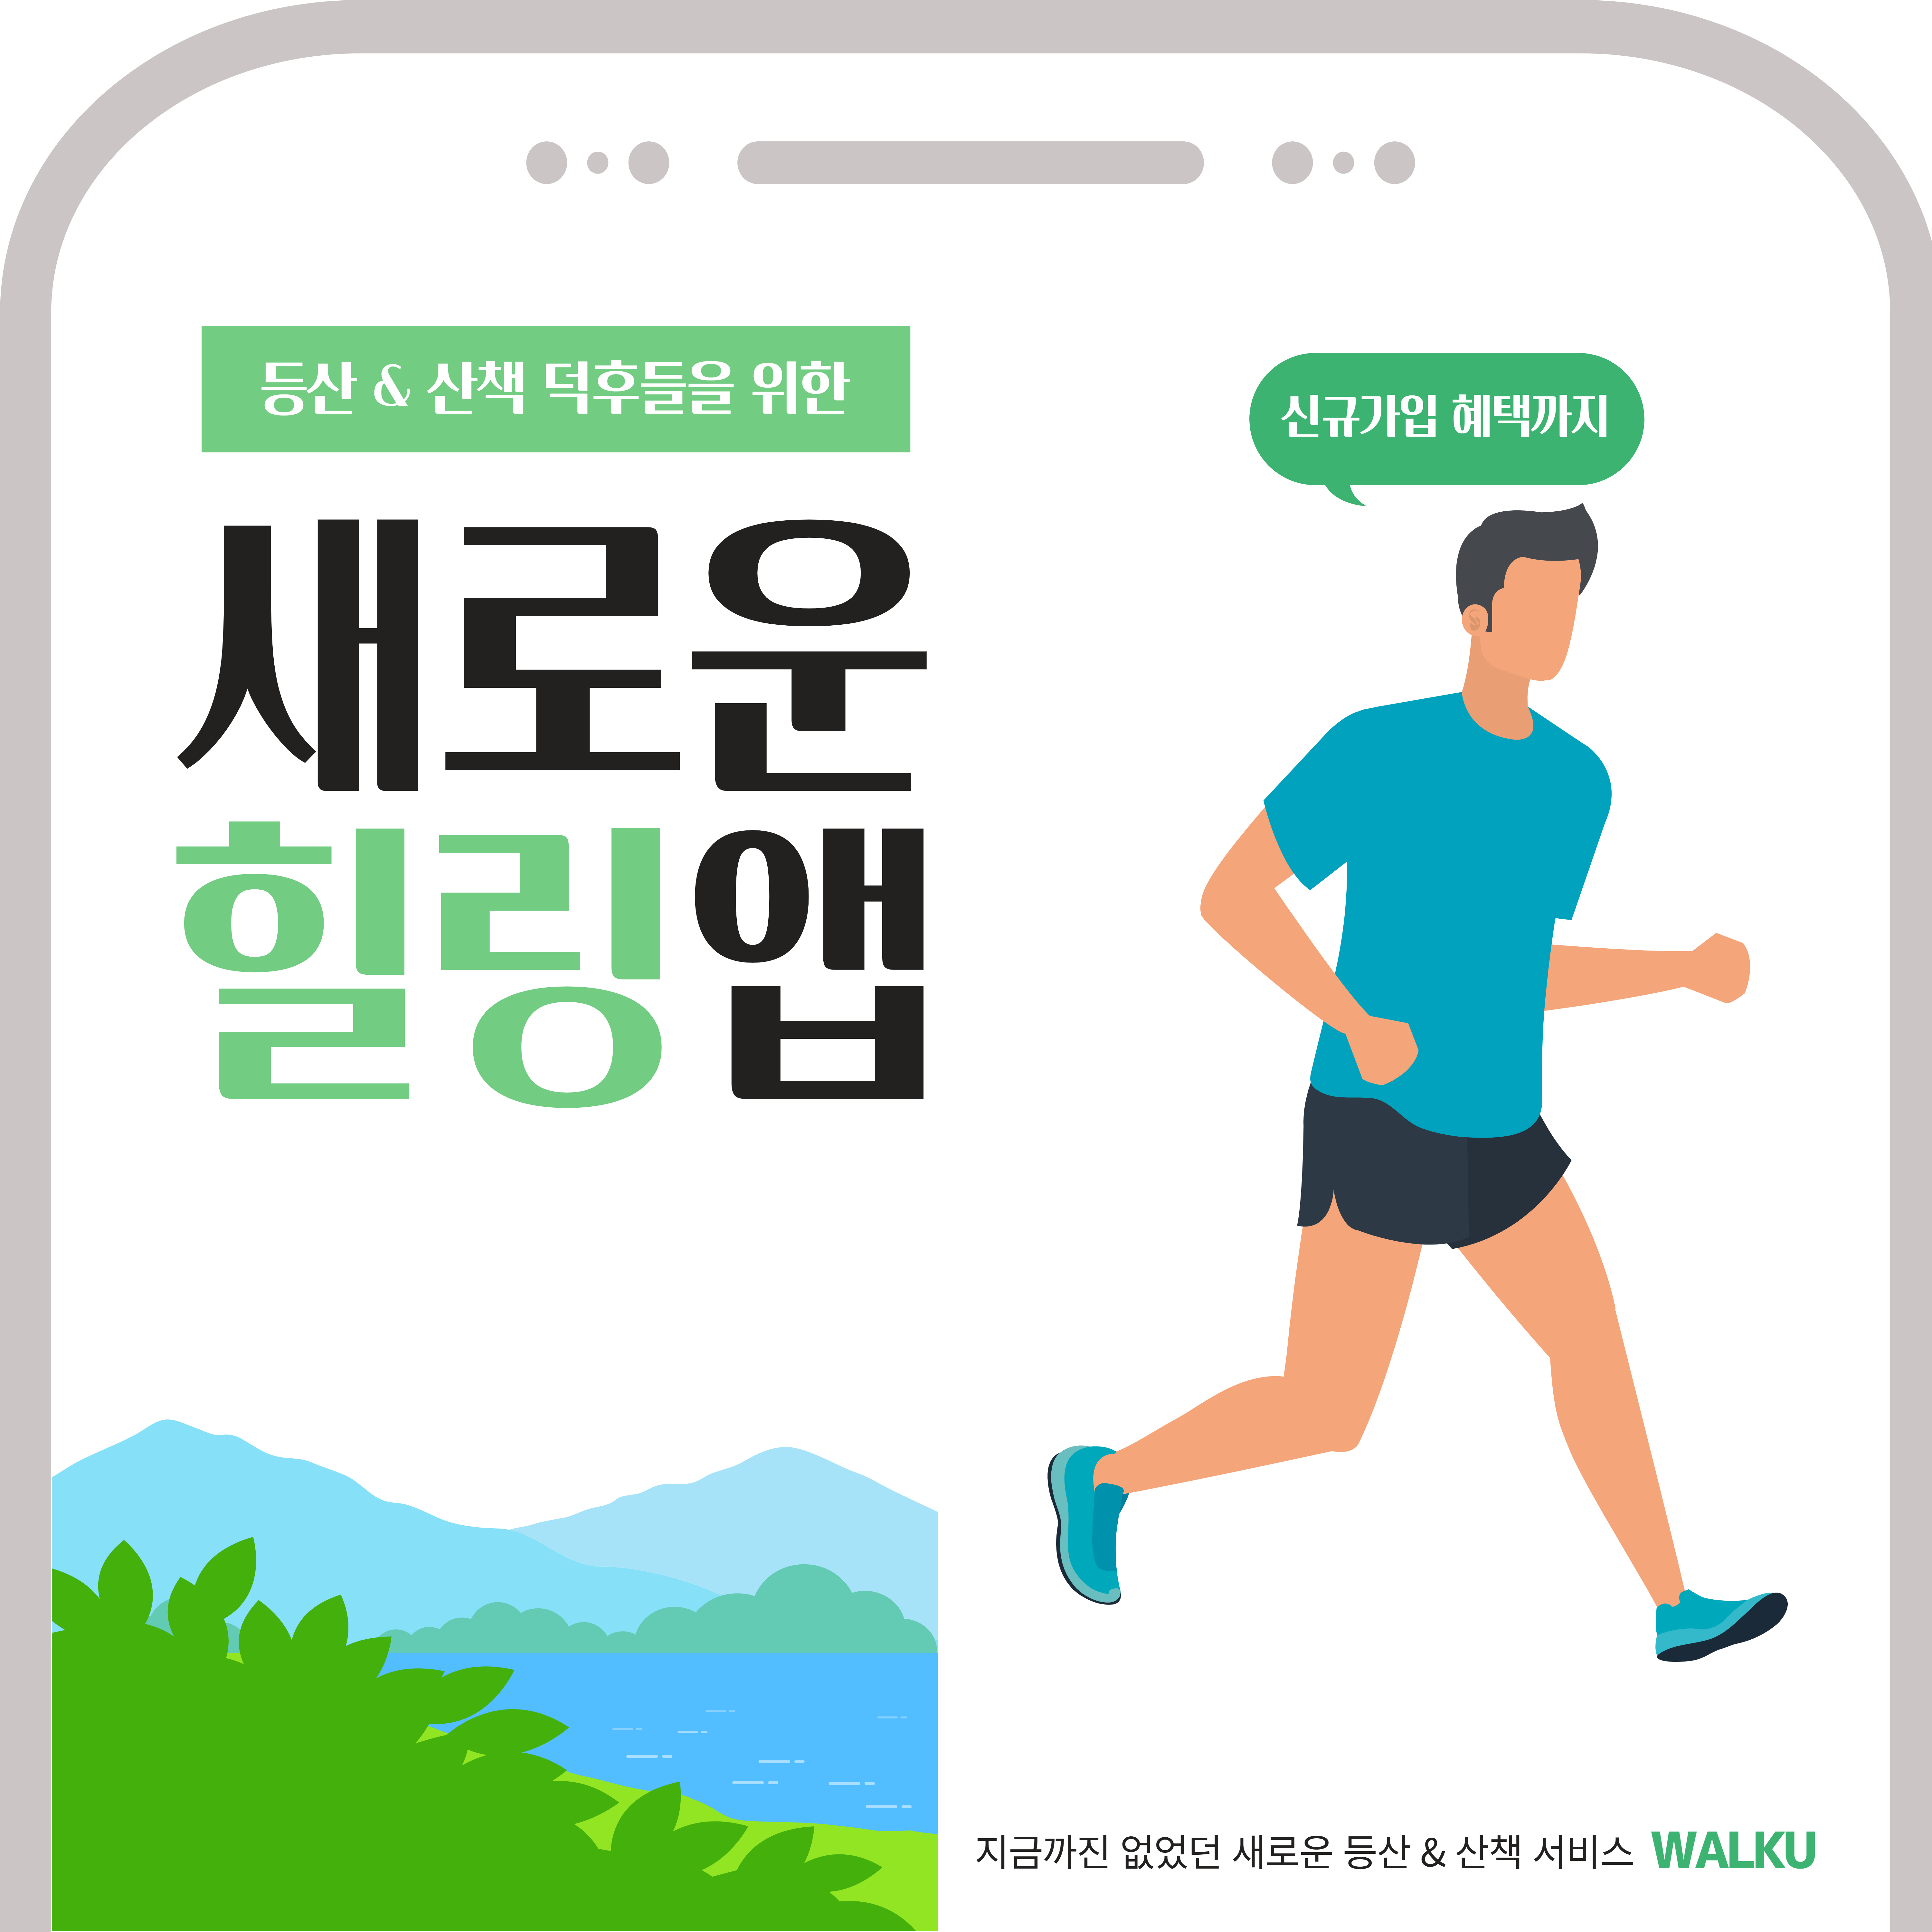 등산 & 산책 덕후들을 위한
신규가입 혜택까지
새로운
힐링앱
지금까진 없었던 새로운 등산 & 산책 서비스 WALKU